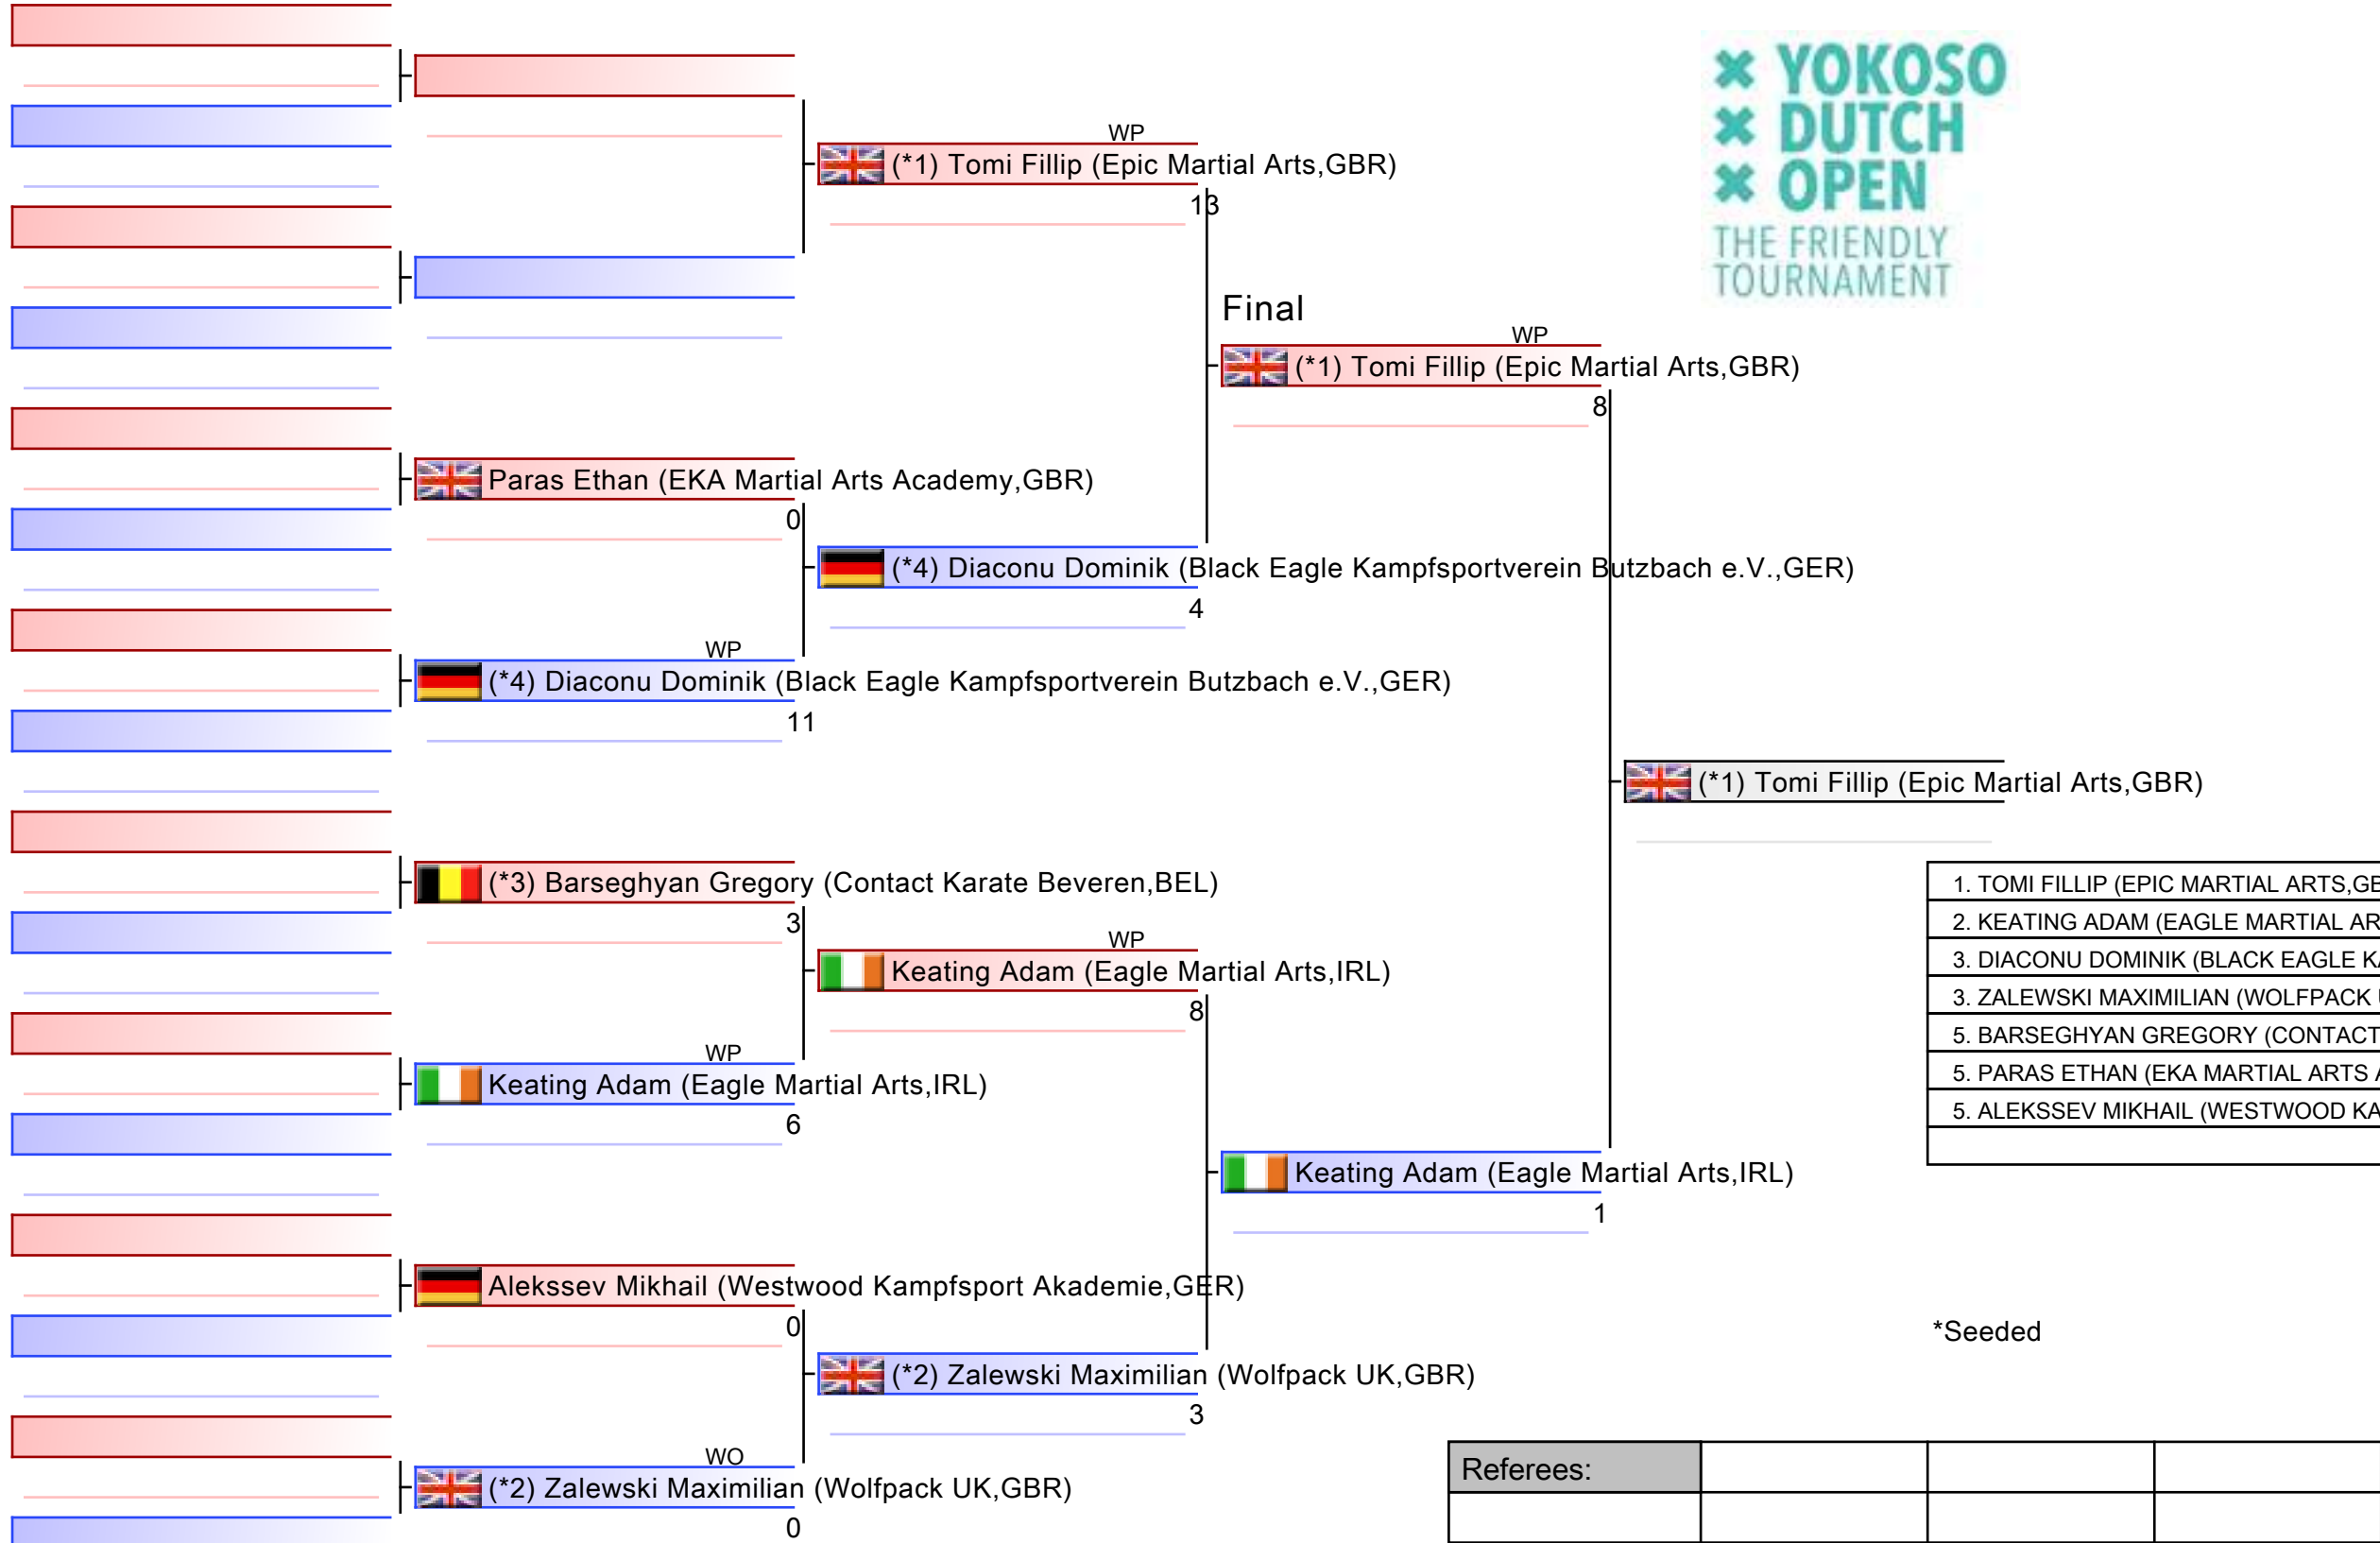 YOKOSO
DUTCH
OPEN
THE FRIENDLY
TOURNAMENT
WP
(*1) Tomi Fillip (Epic Martial Arts,GBR)
13
Final
WP
(*1) Tomi Fillip (Epic Martial Arts,GBR)
8
Paras Ethan (EKA Martial Arts Academy,GBR)
0
(*4) Diaconu Dominik (Black Eagle Kampfsportverein Butzbach e.V.,GER)
4
WP
(*4) Diaconu Dominik (Black Eagle Kampfsportverein Butzbach e.V.,GER)
11
(*1) Tomi Fillip (Epic Martial Arts,GBR)
(*3) Barseghyan Gregory (Contact Karate Beveren,BEL)
3
WP
Keating Adam (Eagle Martial Arts,IRL)
8
WP
Keating Adam (Eagle Martial Arts,IRL)
6
Keating Adam (Eagle Martial Arts,IRL)
1
Alekssev Mikhail (Westwood Kampfsport Akademie,GER)
0
(*2) Zalewski Maximilian (Wolfpack UK,GBR)
3
WO
(*2) Zalewski Maximilian (Wolfpack UK,GBR)
0
1. TOMI FILLIP (EPIC MARTIAL ARTS,GB
2. KEATING ADAM (EAGLE MARTIAL AR
3. DIACONU DOMINIK (BLACK EAGLE KA
3. ZALEWSKI MAXIMILIAN (WOLFPACK
5. BARSEGHYAN GREGORY (CONTACT
5. PARAS ETHAN (EKA MARTIAL ARTS A
5. ALEKSSEV MIKHAIL (WESTWOOD KA
*Seeded
Referees: